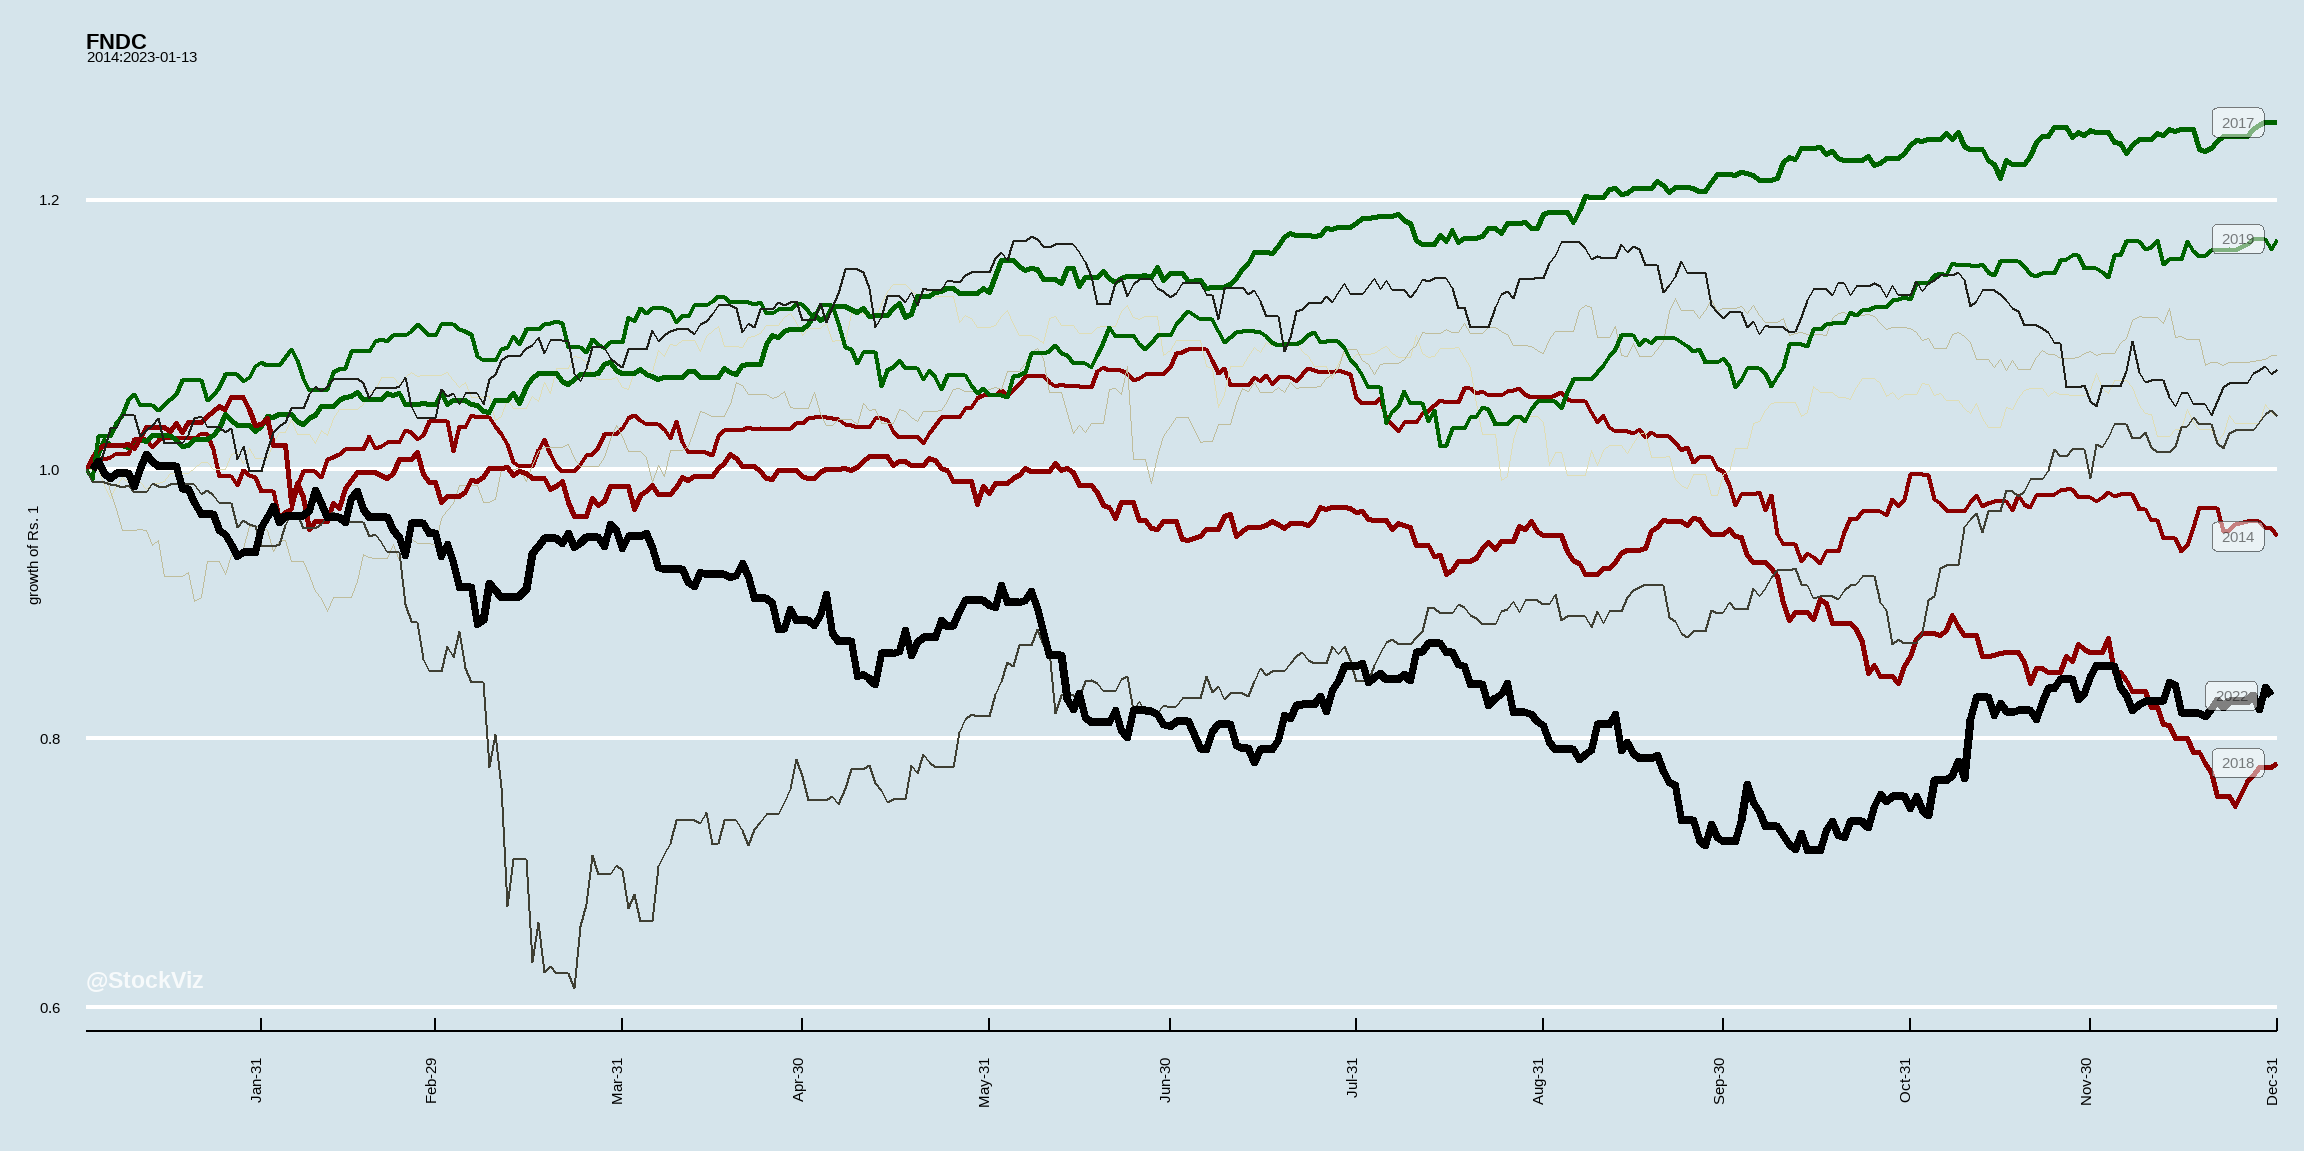 FNDC
2014:2023-01-13
2017
1.2
2019
1.0
growth of Rs. 1
2014
2022
0.8
2018
@StockViz
0.6
Jan-31
Feb-29
Mar-31
Apr-30
May-31
Jun-30
Jul-31
Aug-31
Sep-30
Oct-31
Nov-30
Dec-31